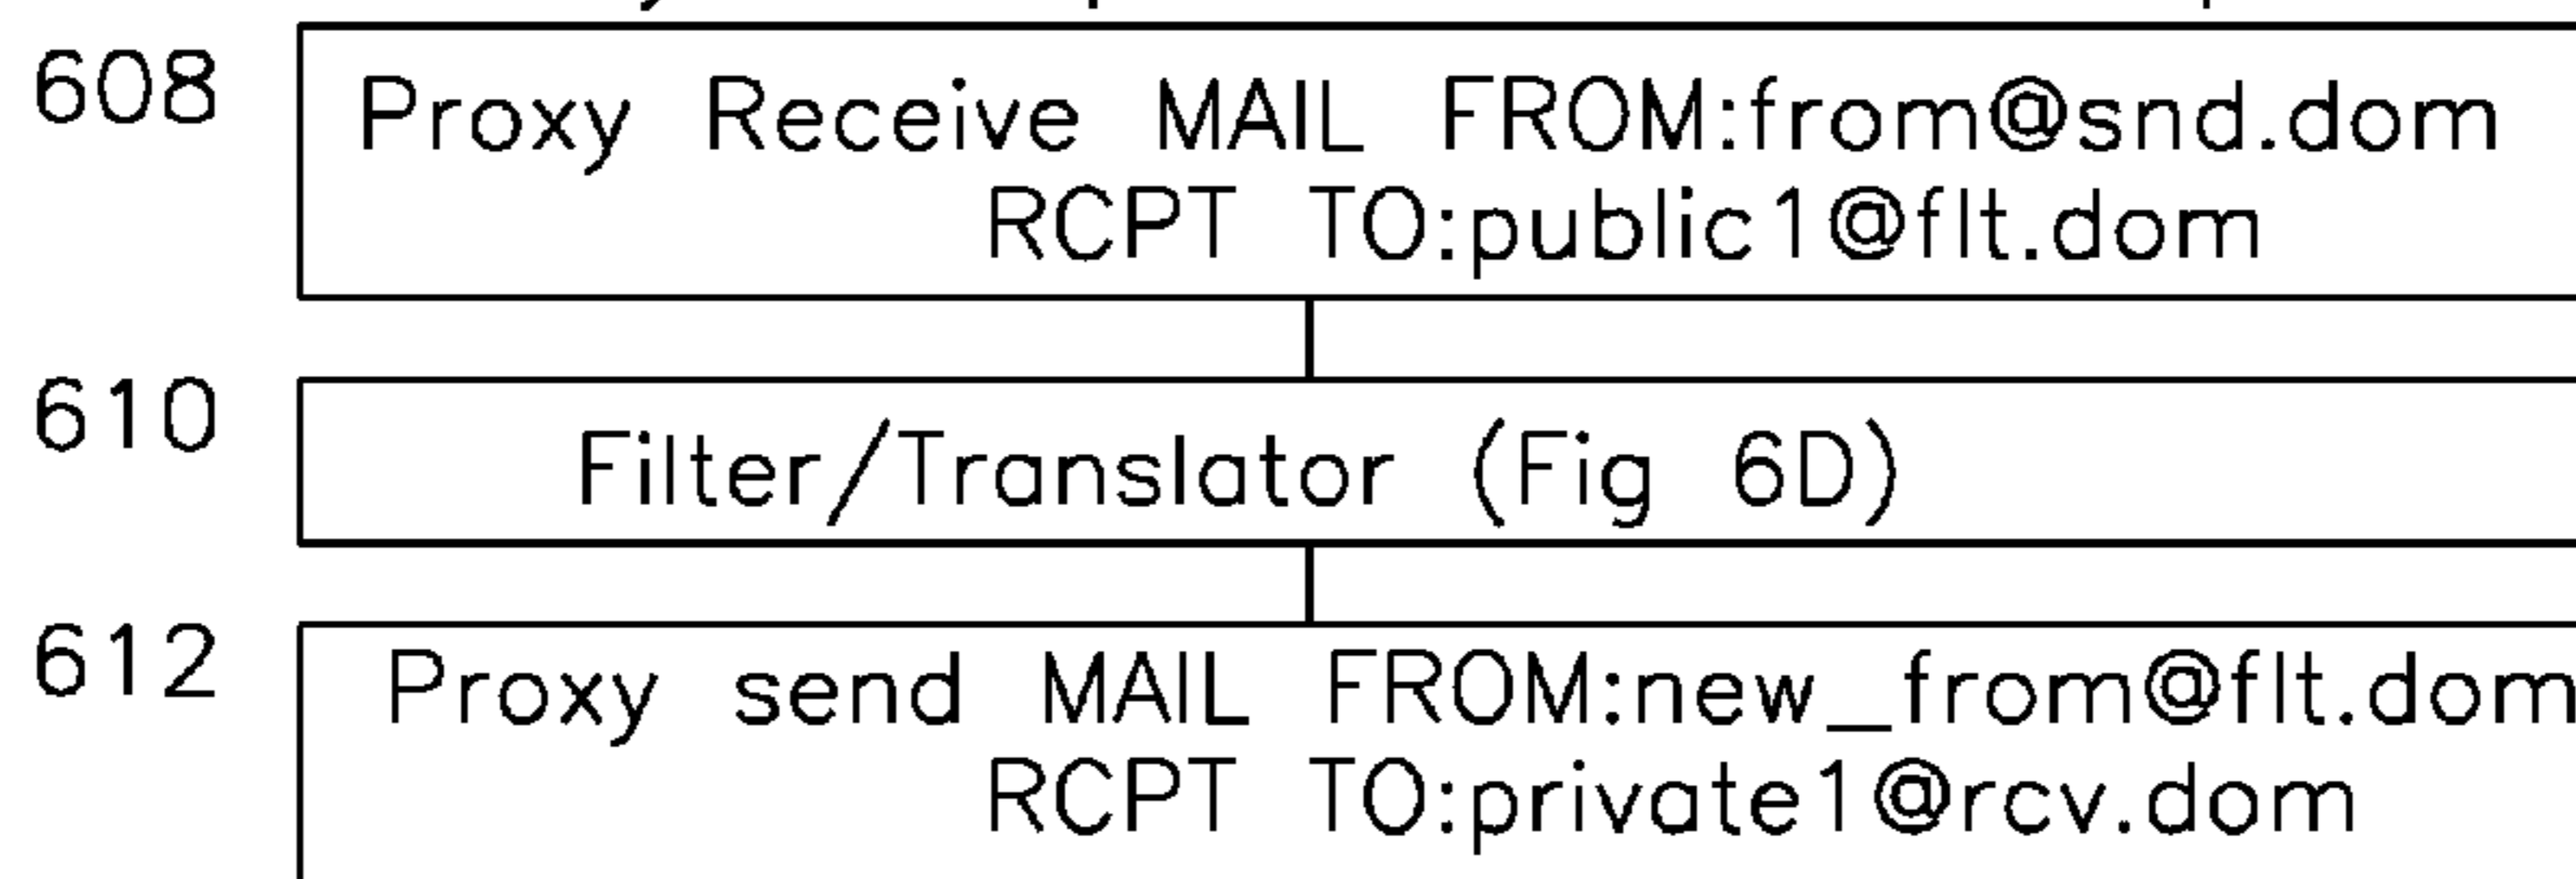 608
Proxy Receive MAIL FROM:from@snd.dom
RCPT TO:public1@flt.dom
610
Filter/Translator (Fig 6D)
612
Proxy send MAIL FROM:new_from@flt.dom
RCPT TO:private1@rcv.dom